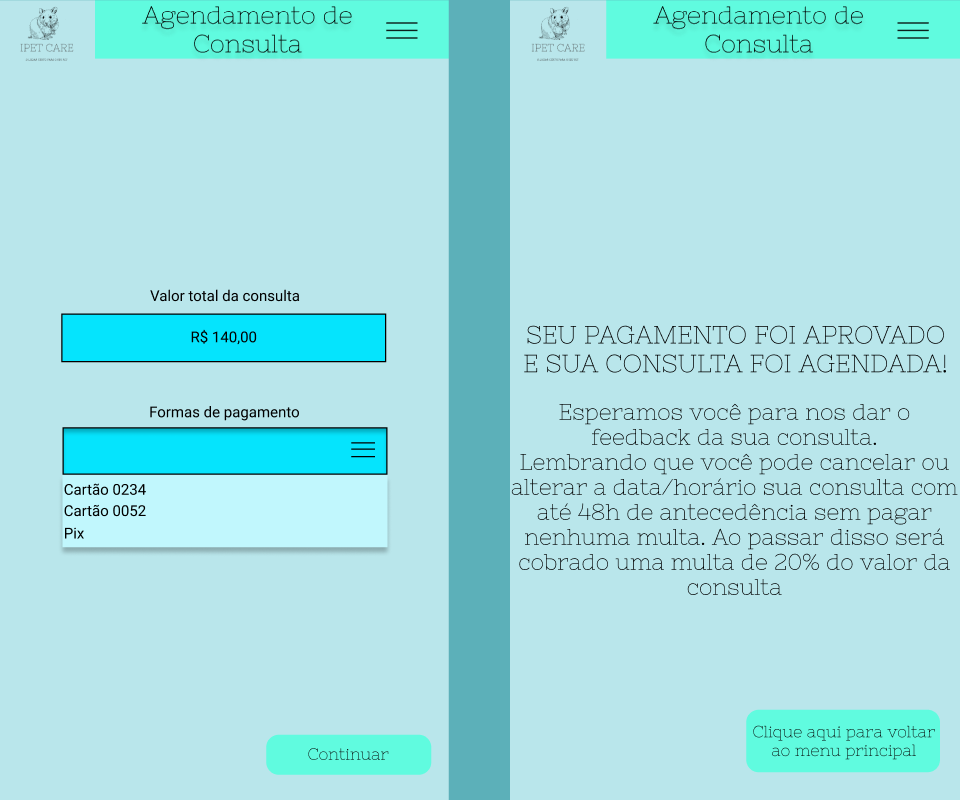 IPET CARE
Agendamento de
Consulta
Valor total da consulta
R$ 140,00
Formas de pagamento
Cartão 0234
Cartão 0052
Pix
Continuar
IPET CARE
Agendamento de
Consulta
SEU PAGAMENTO FOI APROVADO
E SUA CONSULTA FOI AGENDADA!
Esperamos você para nos dar o
feedback da sua consulta.
Lembrando que você pode cancelar ou
alterar a data/horário sua consulta com
até 48h de antecedência sem pagar
nenhuma multa. Ao passar disso será
cobrado uma multa de 20% do valor da
consulta
Clique aqui para voltar
ao menu principal